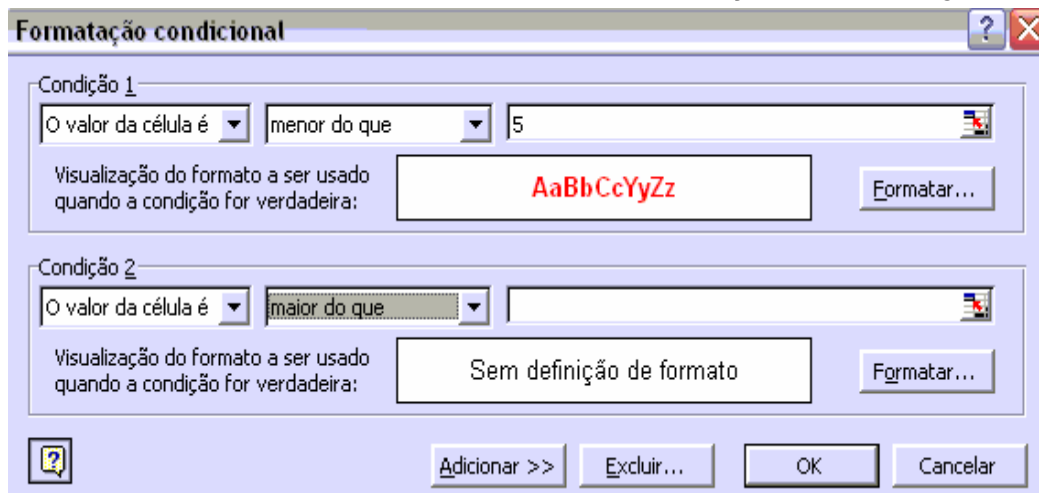 Formatação condicional
Condição 1
O valor da célula é menor do que 5
Visualização do formato a ser usado
quando a condição for verdadeira:
AaBbCcYyZz
Formatar...
Condição 2
O valor da célula é maior do que
Visualização do formato a ser usado
quando a condição for verdadeira:
Sem definição de formato
Formatar...
Adicionar >> Excluir... OK Cancelar